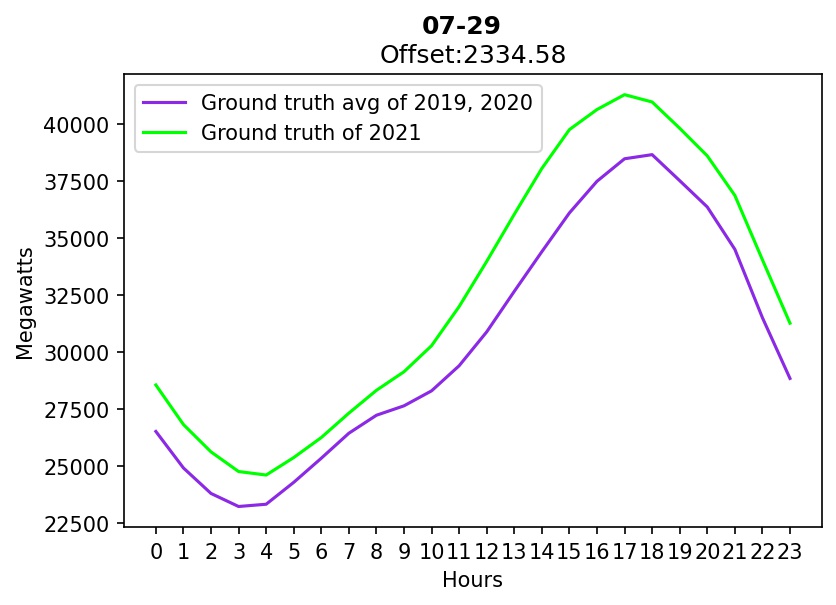 07-29
Offset:2334.58
Ground truth avg of 2019, 2020
Ground truth of 2021
40000
37500
35000
32500
30000
27500
25000
22500
Megawatts
0 1 2 3 4 5 6 7 8 9 10 11 12 13 14 15 16 17 18 19 20 21 22 23
Hours